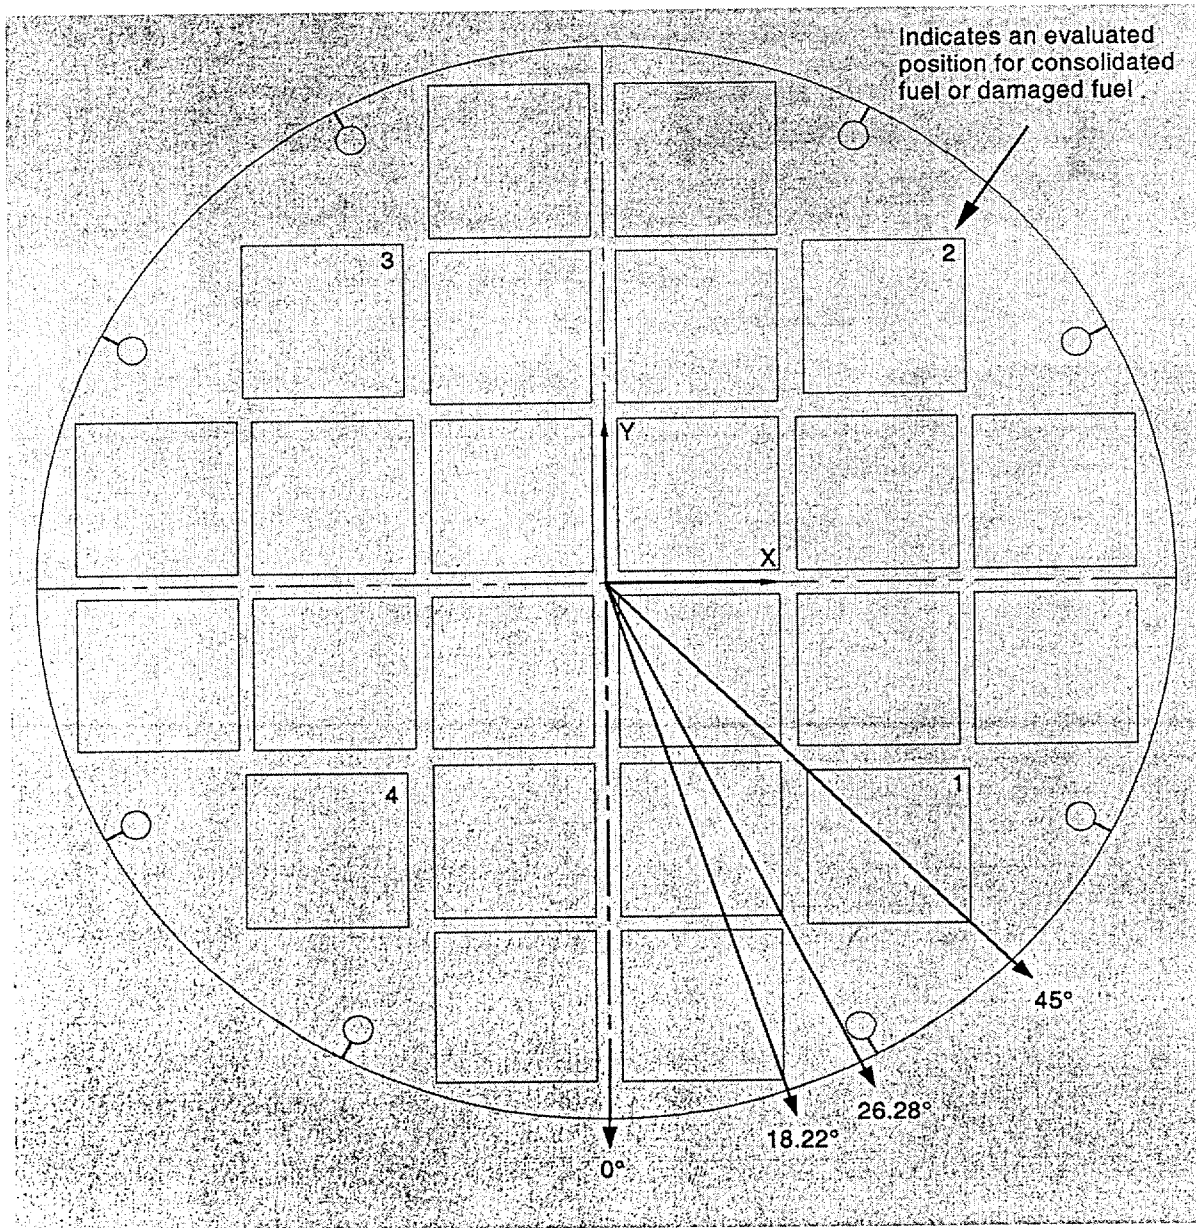 Indicates an evaluated
position for consolidated
fuel or damaged fuel
3
2
Y
X
4
1
45°
26.28°
18.22°
0°